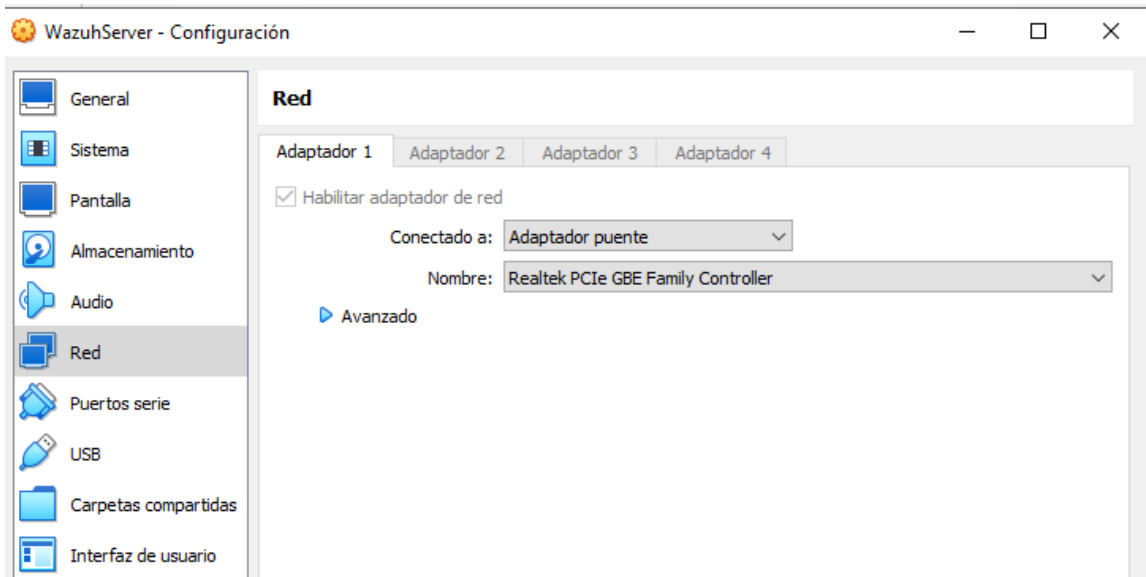 WazuhServer - Configuración
General
Sistema
Pantalla
Almacenamiento
Audio
Red
Puertos serie
USB
Carpetas compartidas
Interfaz de usuario
Red
Adaptador 1 Adaptador 2 Adaptador 3 Adaptador 4
Habilitar adaptador de red
Conectado a: Adaptador puente
Nombre: Realtek PCIe GBE Family Controller
Avanzado